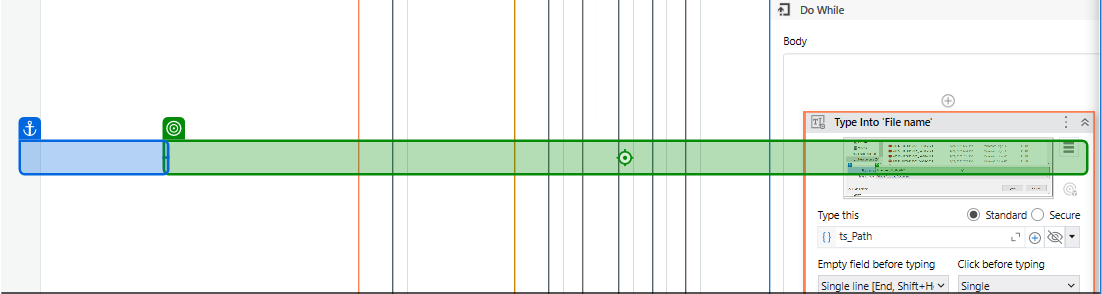 Do While
Body
Type Into 'File name'
Type this
Standard
Secure
{ } ts_Path
Empty field before typing
Click before typing
Single line [End, Shift+H
Single